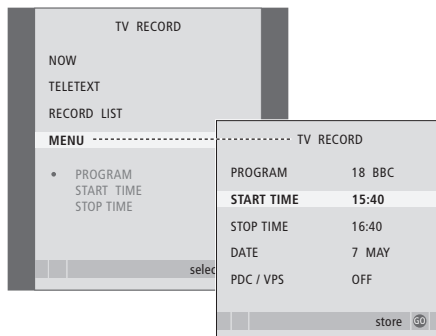 TV RECORD
NOW
TELETEXT
RECORD LIST
MENU
• PROGRAM
START TIME
STOP TIME
selec
TV RECORD
PROGRAM 18 BBC
START TIME 15:40
STOP TIME 16:40
DATE 7 MAY
PDC / VPS OFF
store GO